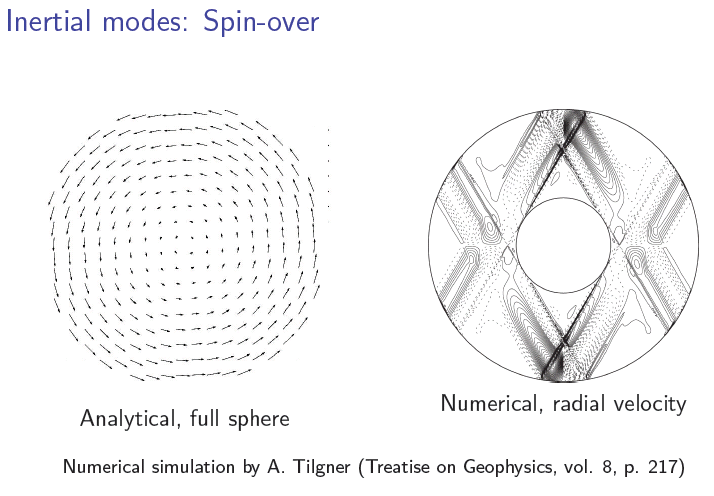 Inertial modes: Spin-over
Analytical, full sphere
Numerical, radial velocity
Numerical simulation by A. Tilgner (Treatise on Geophysics, vol. 8, p. 217)